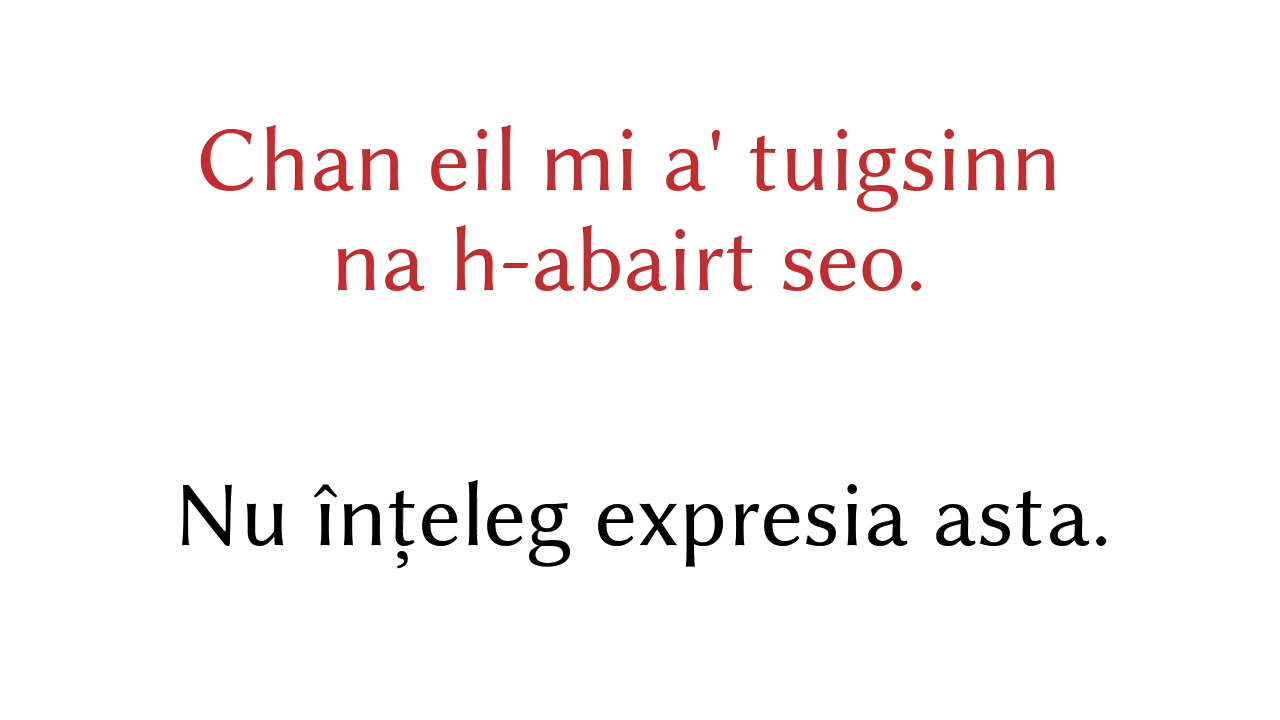 Chan eil mi a' tuigsinn
na h-abairt seo.
Nu înțeleg expresia asta.